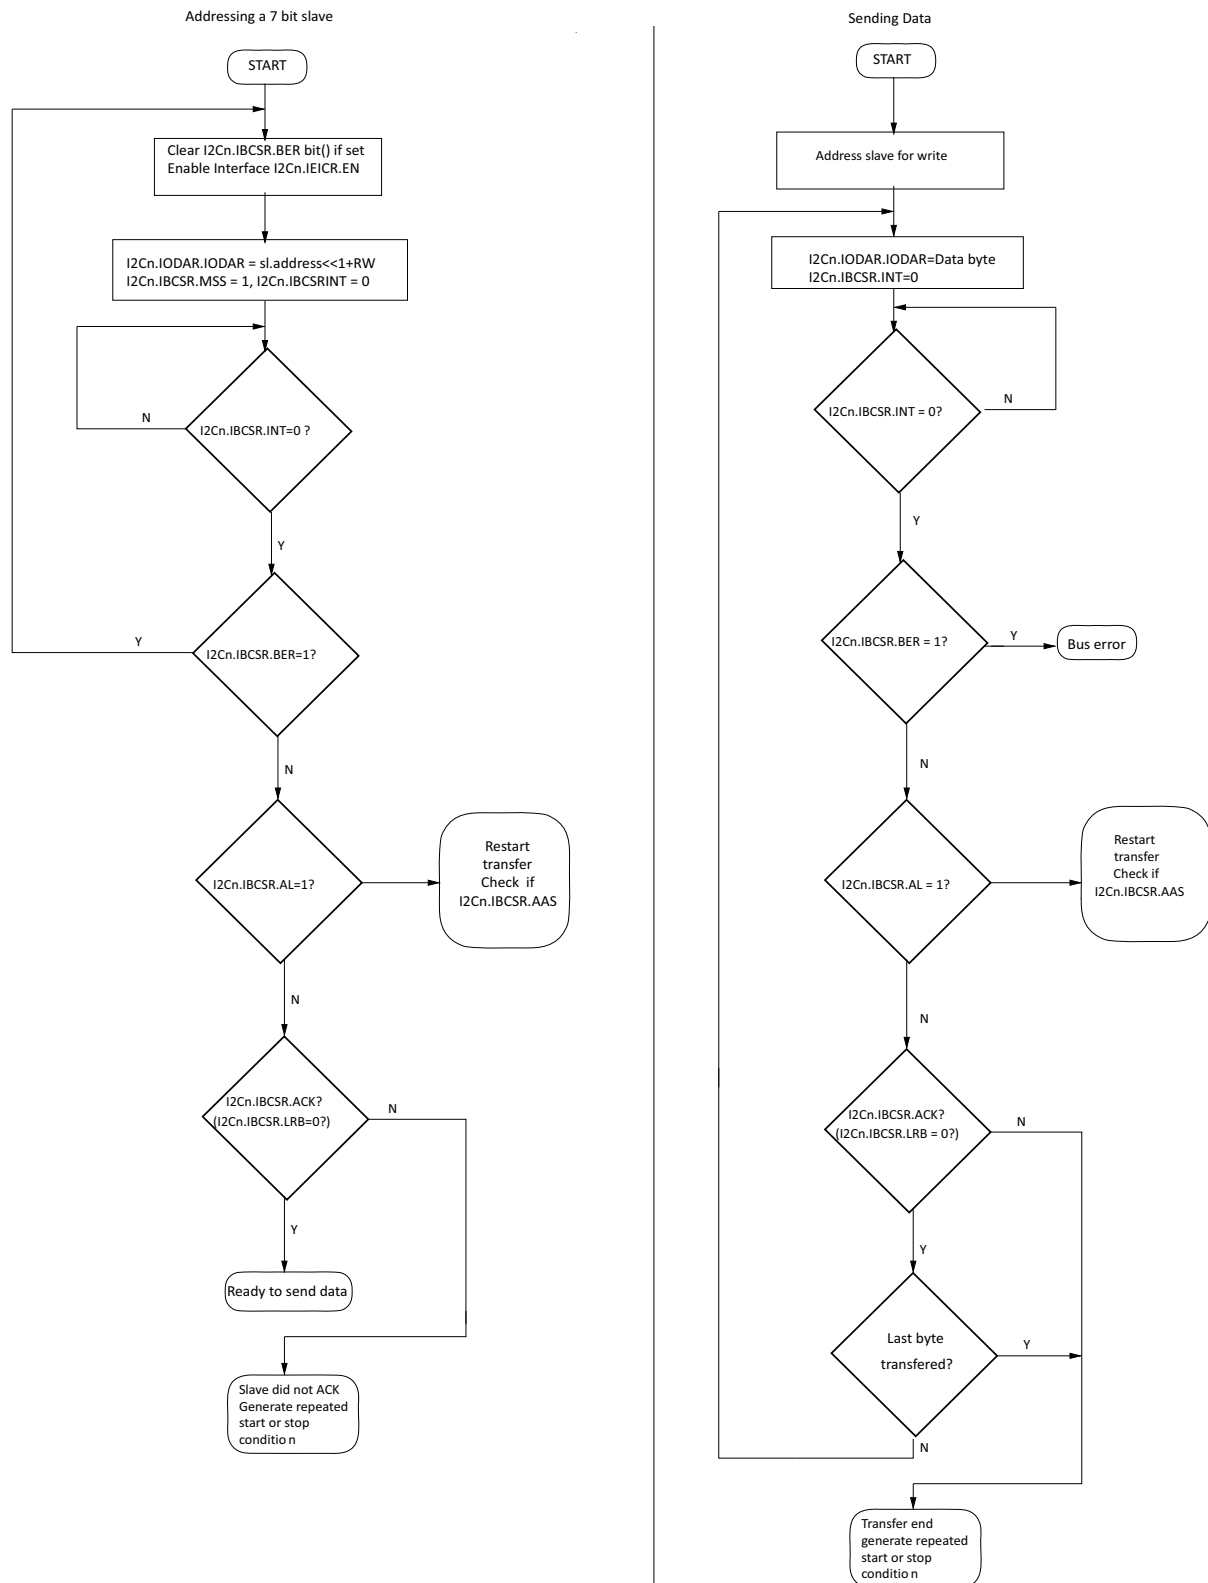 Addressing a 7 bit slave
START
Clear I2Cn.IBCSR.BER bit() if set
Enable Interface I2Cn.IEICR.EN
I2Cn.IODAR.IODAR = sl.address<<1+RW
I2Cn.IBCSR.MSS = 1, I2Cn.IBCSRINT = 0
I2Cn.IBCSR.INT=0 ?
N
Y
I2Cn.IBCSR.BER=1?
Y
N
I2Cn.IBCSR.AL=1?
Restart
transfer
Check if
I2Cn.IBCSR.AAS
N
I2Cn.IBCSR.ACK?
(I2Cn.IBCSR.LRB=0?)
N
Y
Ready to send data
Slave did not ACK
Generate repeated
start or stop
conditio n
Sending Data
START
Address slave for write
I2Cn.IODAR.IODAR=Data byte
I2Cn.IBCSR.INT=0
I2Cn.IBCSR.INT = 0?
N
Y
I2Cn.IBCSR.BER = 1?
Y
Bus error
N
I2Cn.IBCSR.AL = 1?
Restart
transfer
Check if
I2Cn.IBCSR.AAS
N
I2Cn.IBCSR.ACK?
(I2Cn.IBCSR.LRB = 0?)
N
Y
Last byte
transfered?
Y
N
Transfer end
generate repeated
start or stop
conditio n